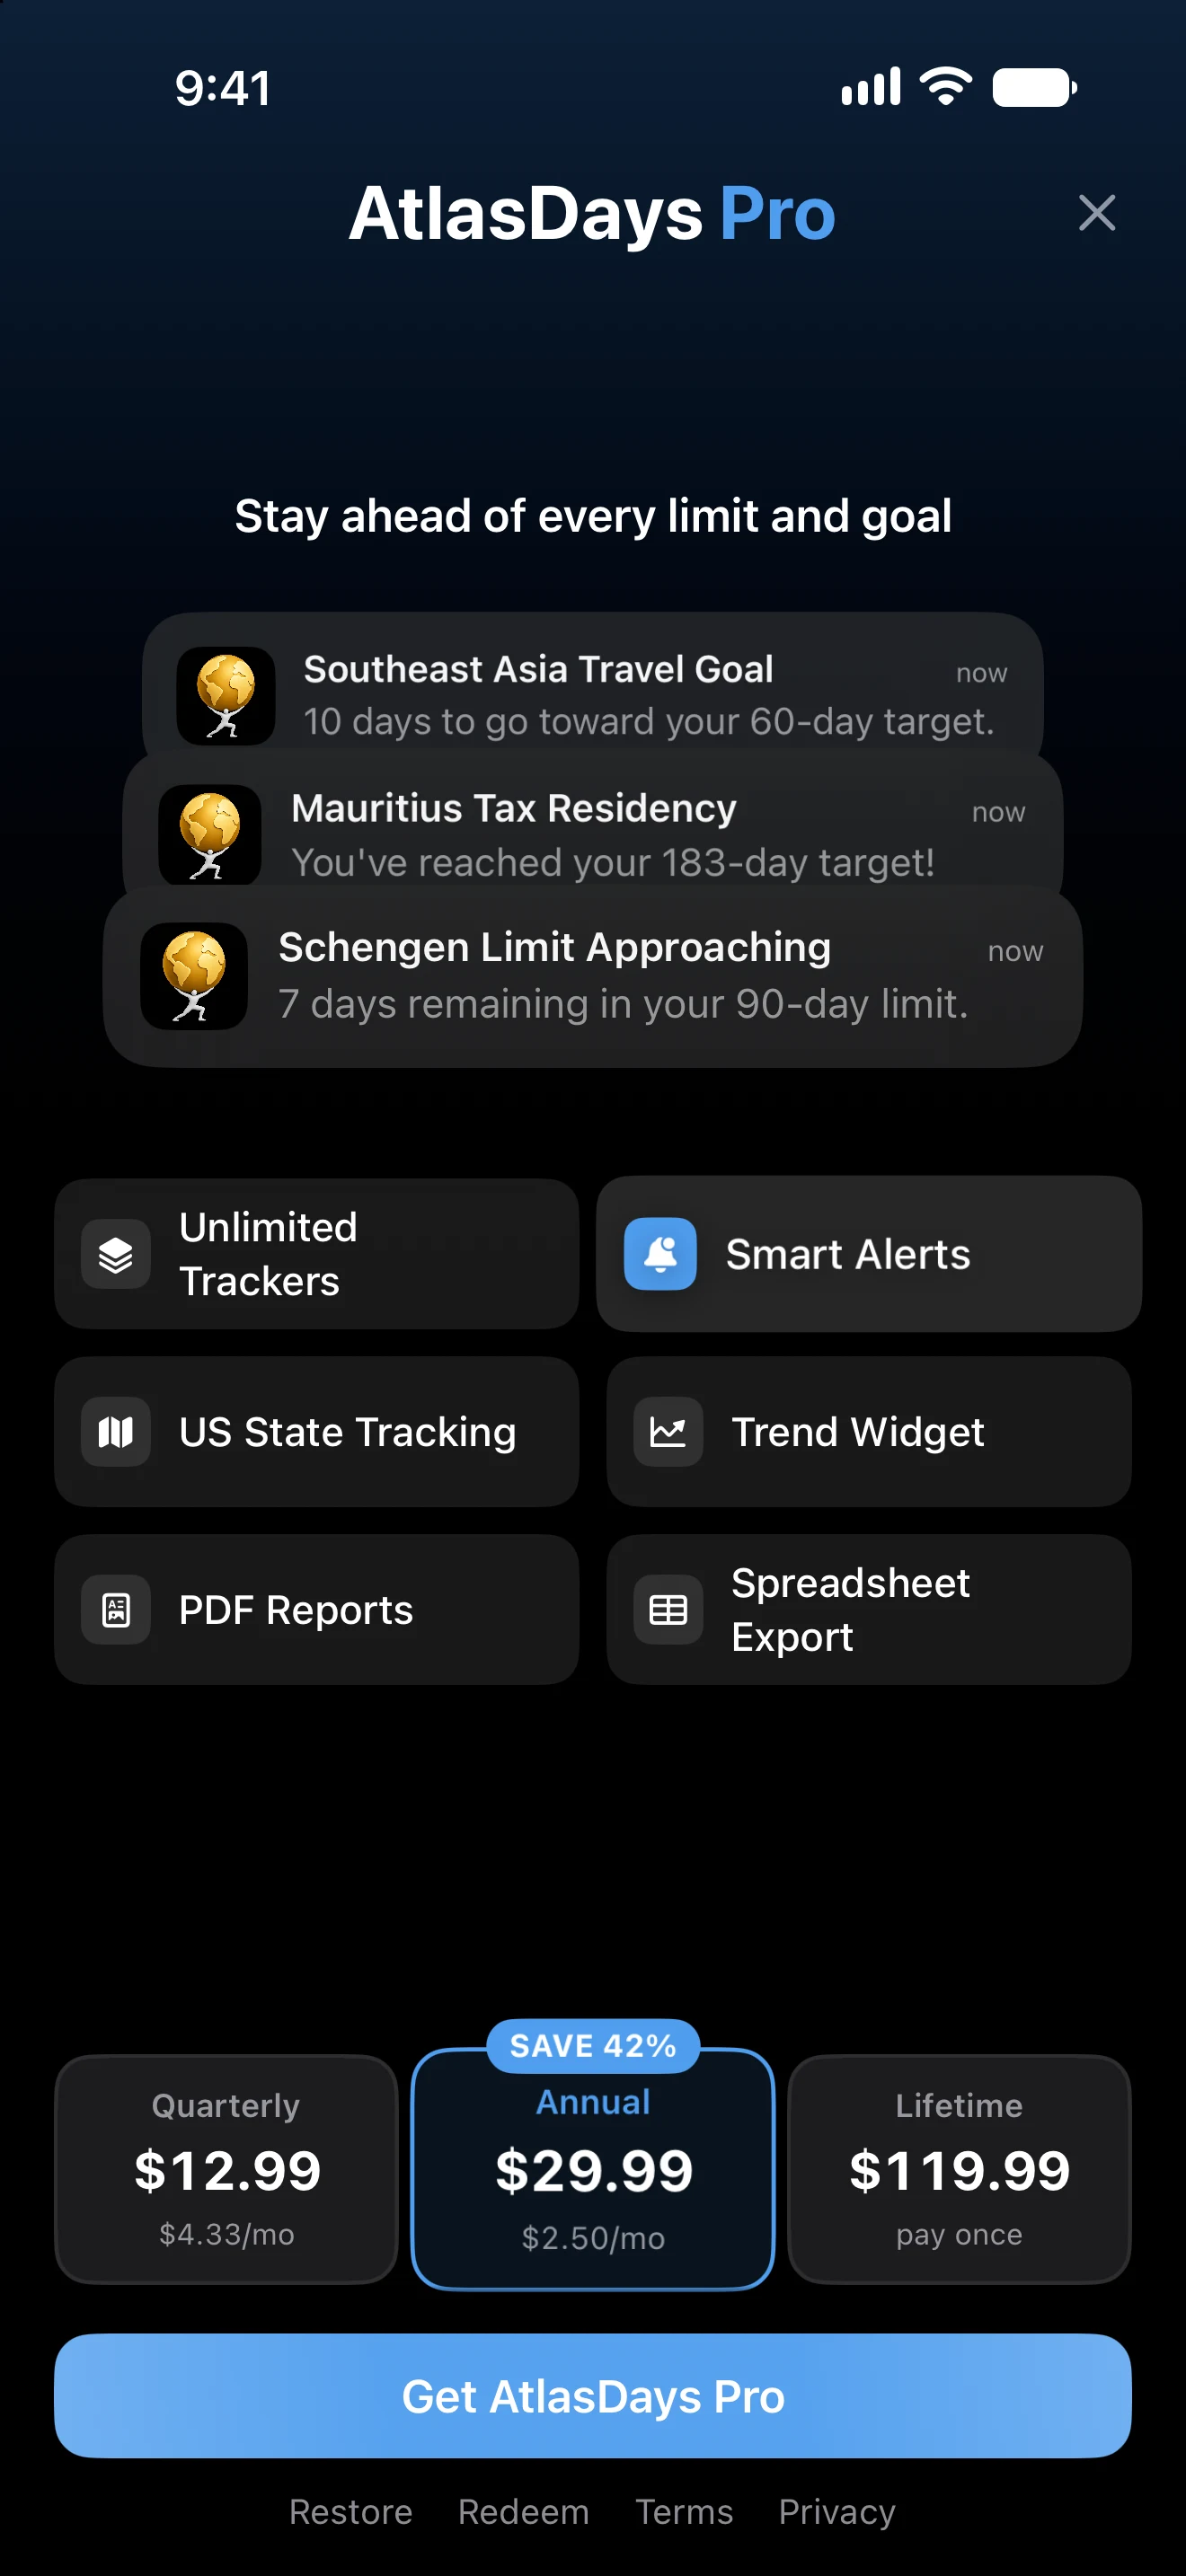 9:41
AtlasDays Pro
Stay ahead of every limit and goal
Southeast Asia Travel Goal now
10 days to go toward your 60-day target.
Mauritius Tax Residency now
You've reached your 183-day target!
Schengen Limit Approaching now
7 days remaining in your 90-day limit.
Unlimited
Trackers
Smart Alerts
US State Tracking
Trend Widget
PDF Reports
Spreadsheet
Export
Quarterly
$12.99
$4.33/mo
SAVE 42%
Annual
$29.99
$2.50/mo
Lifetime
$119.99
pay once
Get AtlasDays Pro
Restore Redeem Terms Privacy